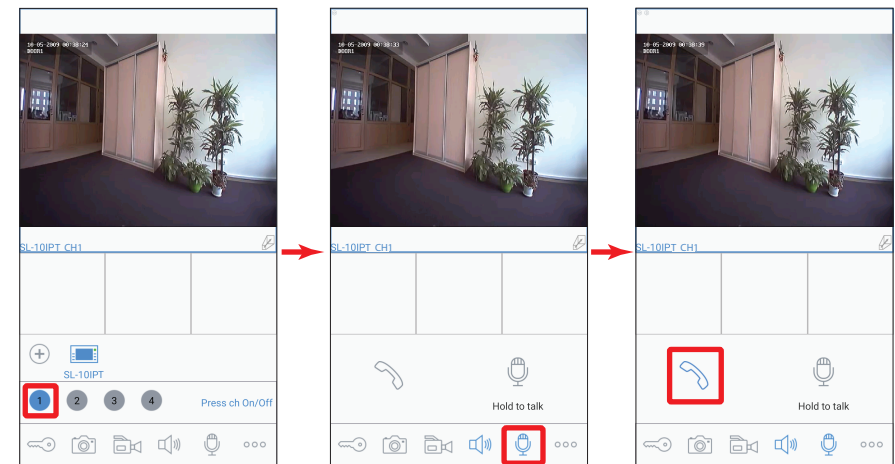 10-05-2009 00:38:24
DOOR1
SL-10IPT CH1
SL-10IPT
1 2 3 4 Press ch On/Off
10-05-2009 00:38:33
DOOR1
SL-10IPT CH1
Hold to talk
10-05-2009 00:38:39
DOOR1
SL-10IPT CH1
Hold to talk